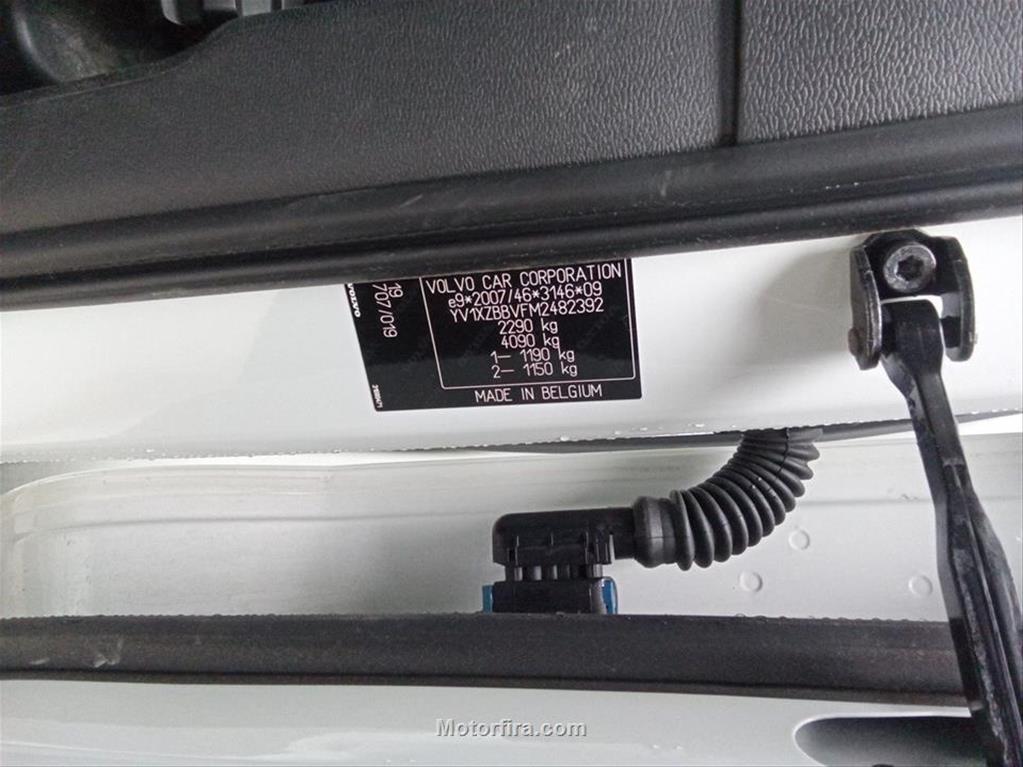 VOLVO CAR CORPORATION
e9*2007/46*3146*09
YV1XZBBVFM2482392
2290 kg
4090 kg
1– 1190 kg
2– 1150 kg
MADE IN BELGIUM
19
707/019
VOLVO
Motorfira.com